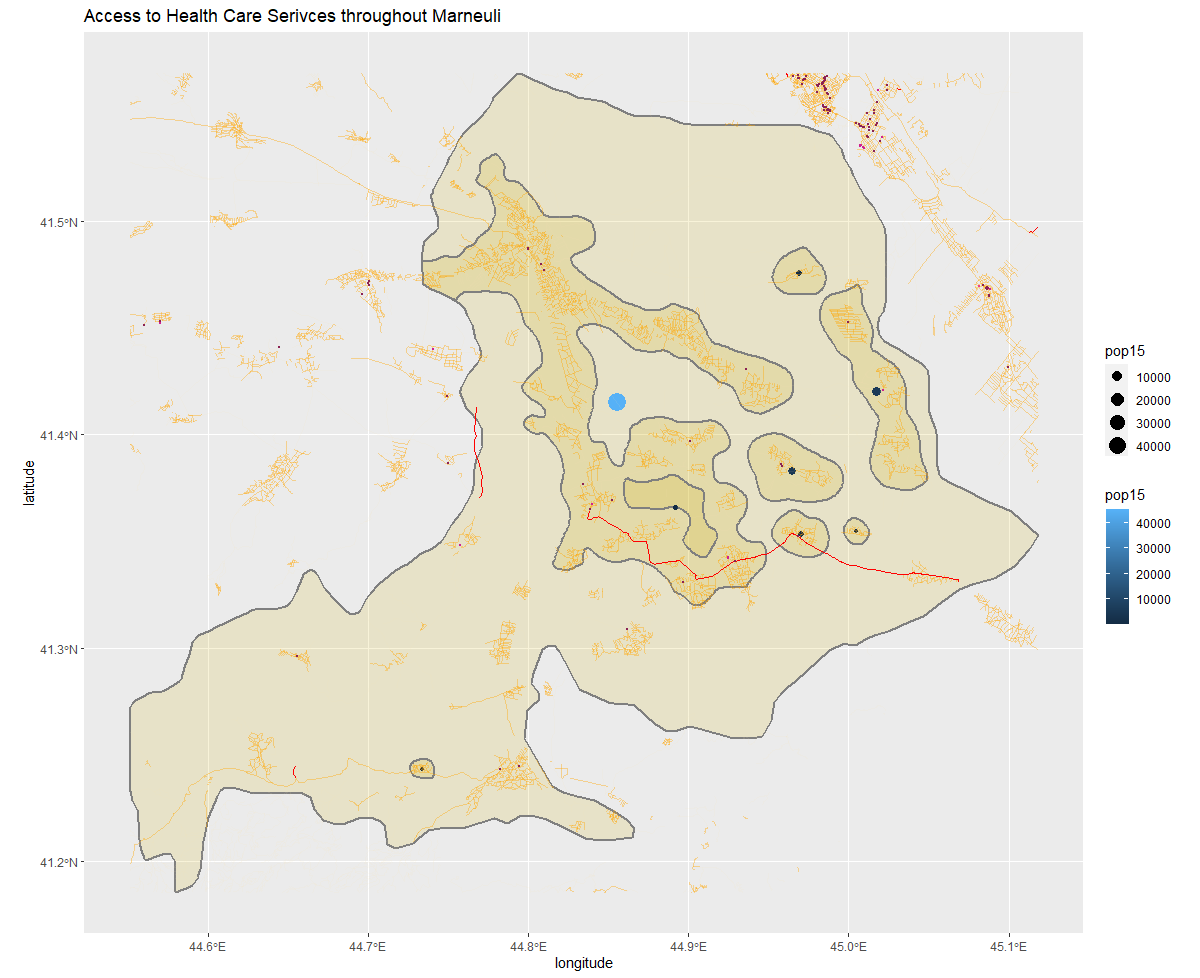 Access to Health Care Serivces throughout Marneuli
41.5°N
41.4°N
41.3°N
41.2°N
latitude
44.6°E
44.7°E
44.8°E
44.9°E
45.0°E
45.1°E
longitude
pop15
10000
20000
30000
40000
pop15
40000
30000
20000
10000